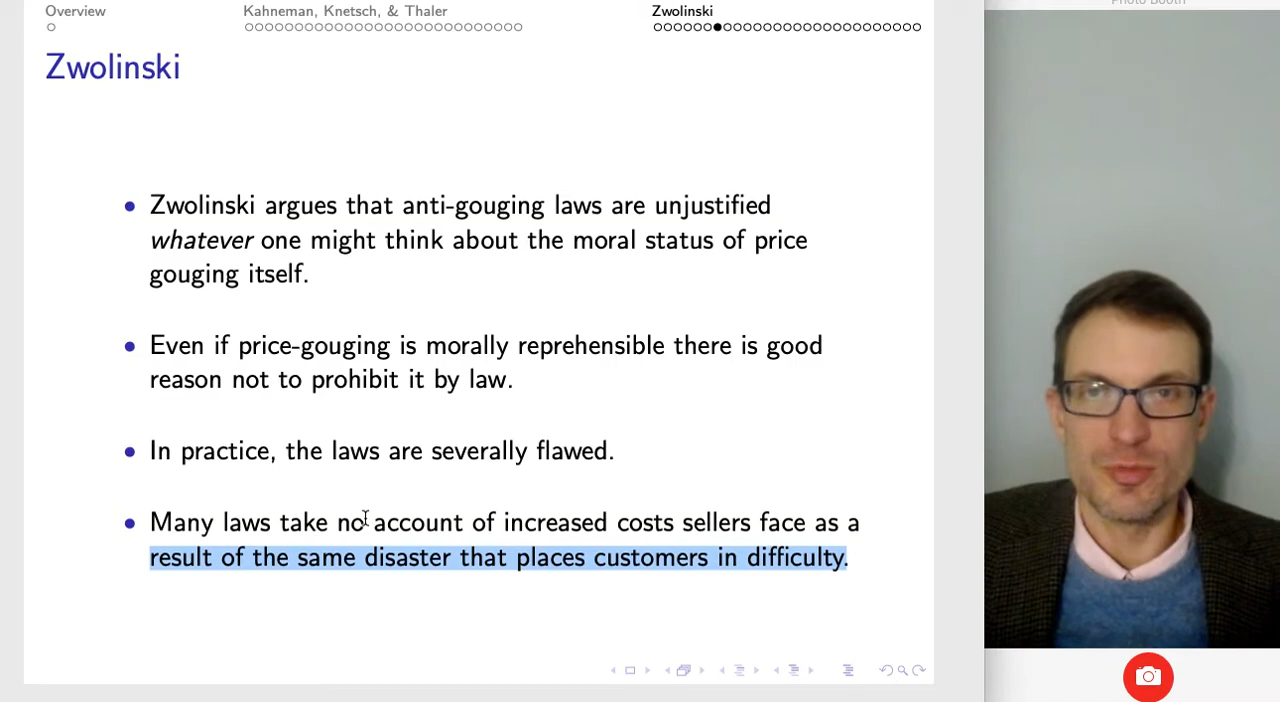 Overview
Kahneman, Knetsch, & Thaler
Zwolinski
Photo Booth
Zwolinski
• Zwolinski argues that anti-gouging laws are unjustified
whatever one might think about the moral status of price
gouging itself.
• Even if price-gouging is morally reprehensible there is good
reason not to prohibit it by law.
• In practice, the laws are severally flawed.
• Many laws take no account of increased costs sellers face as a
result of the same disaster that places customers in difficulty.